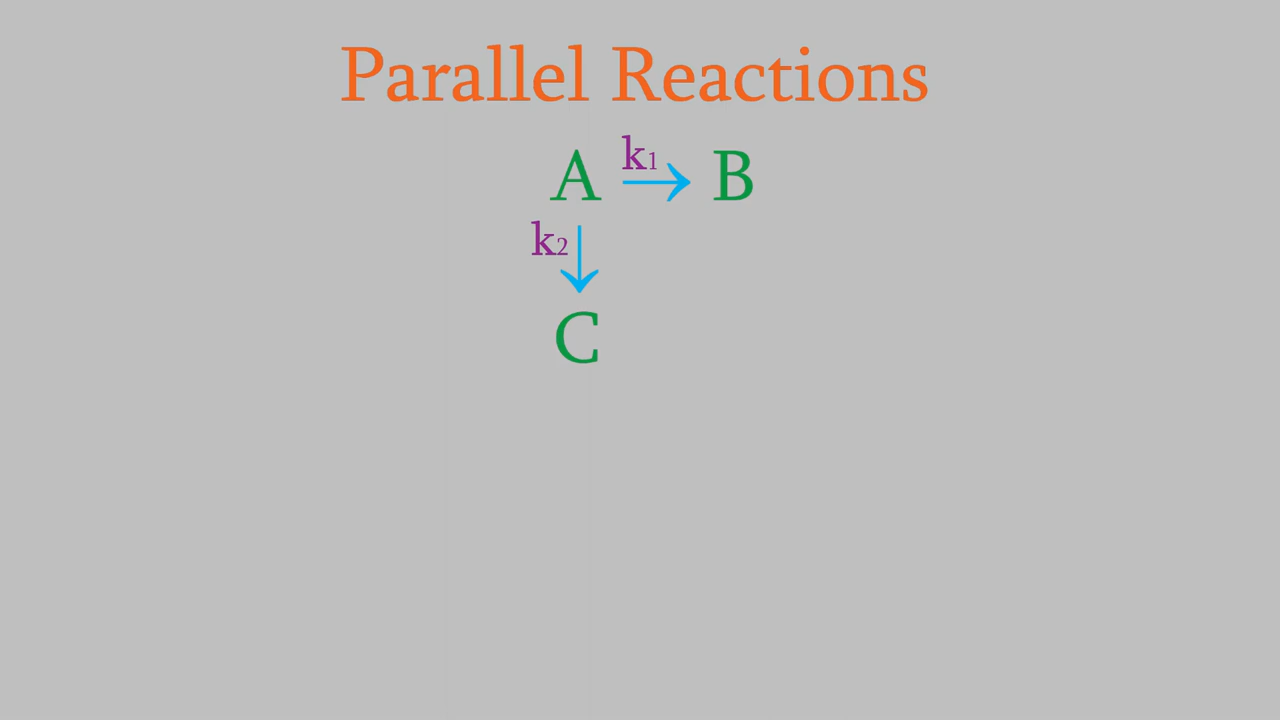 Parallel Reactions
k1
A → B
k2 ↓
C